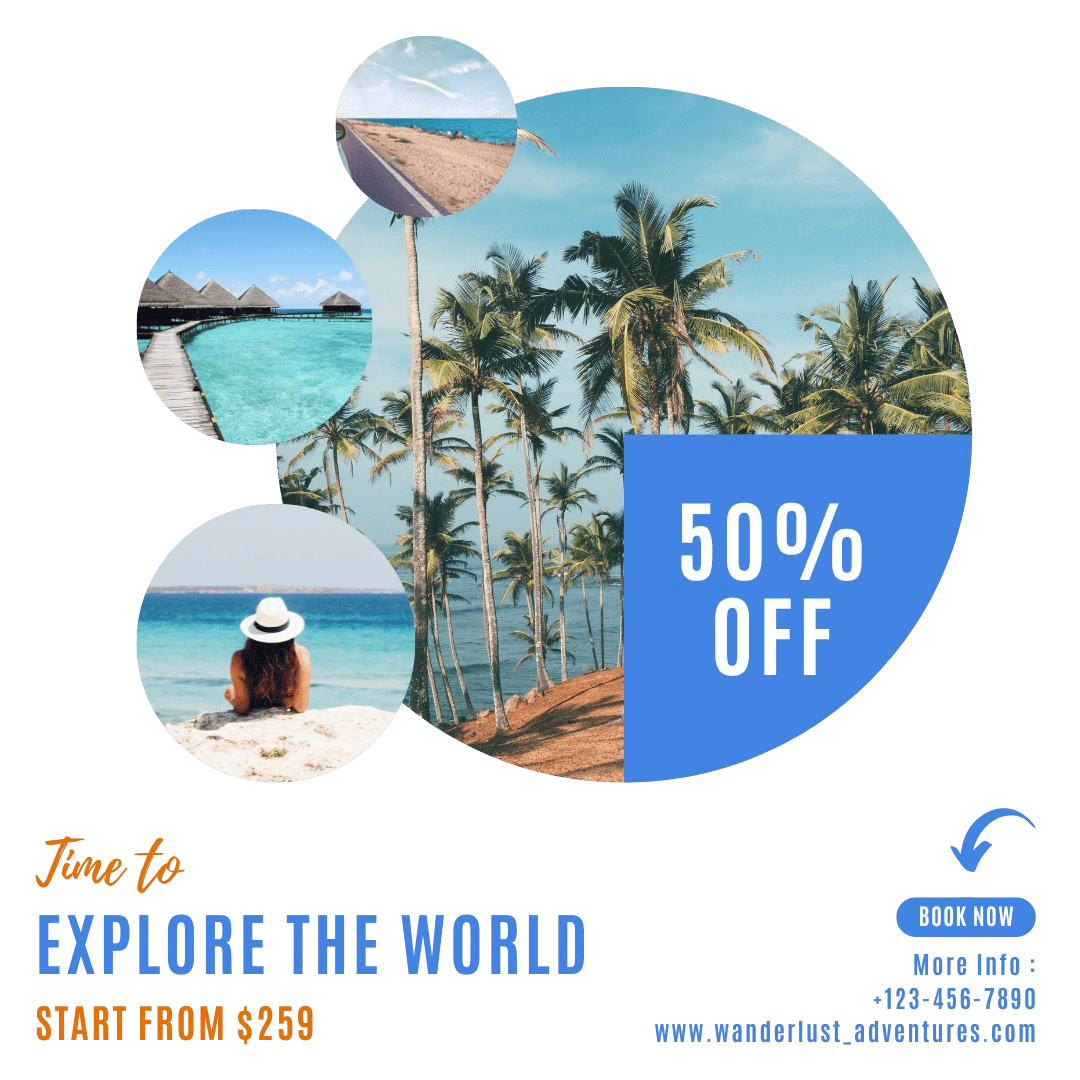 50%
OFF
Time to
EXPLORE THE WORLD
START FROM $259
BOOK NOW
More Info :
+123-456-7890
www.wanderlust_adventures.com